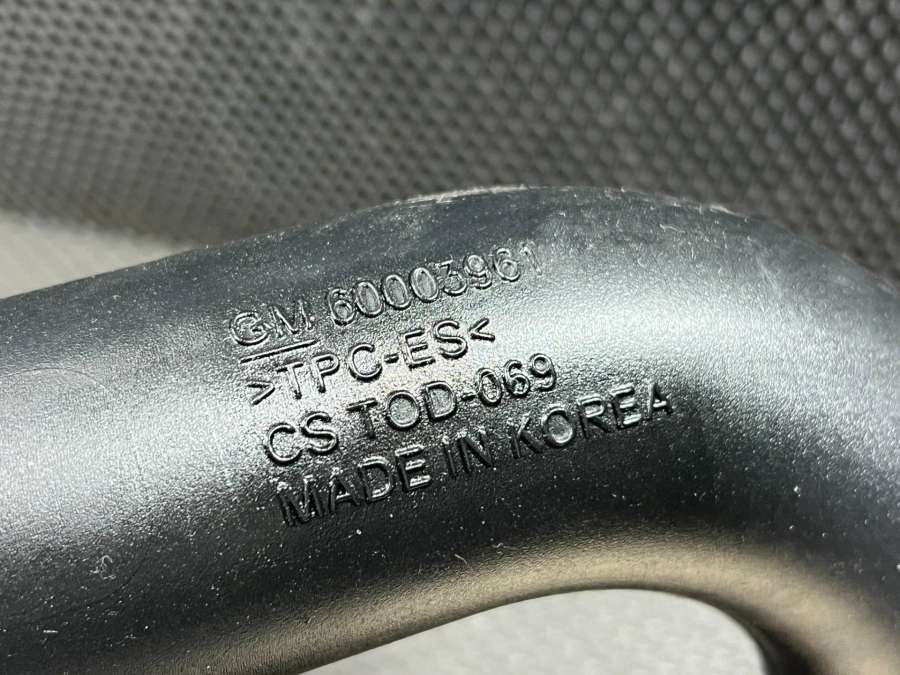 GM 60003961
>TPC-ES<
CS TOD-069
MADE IN KOREA